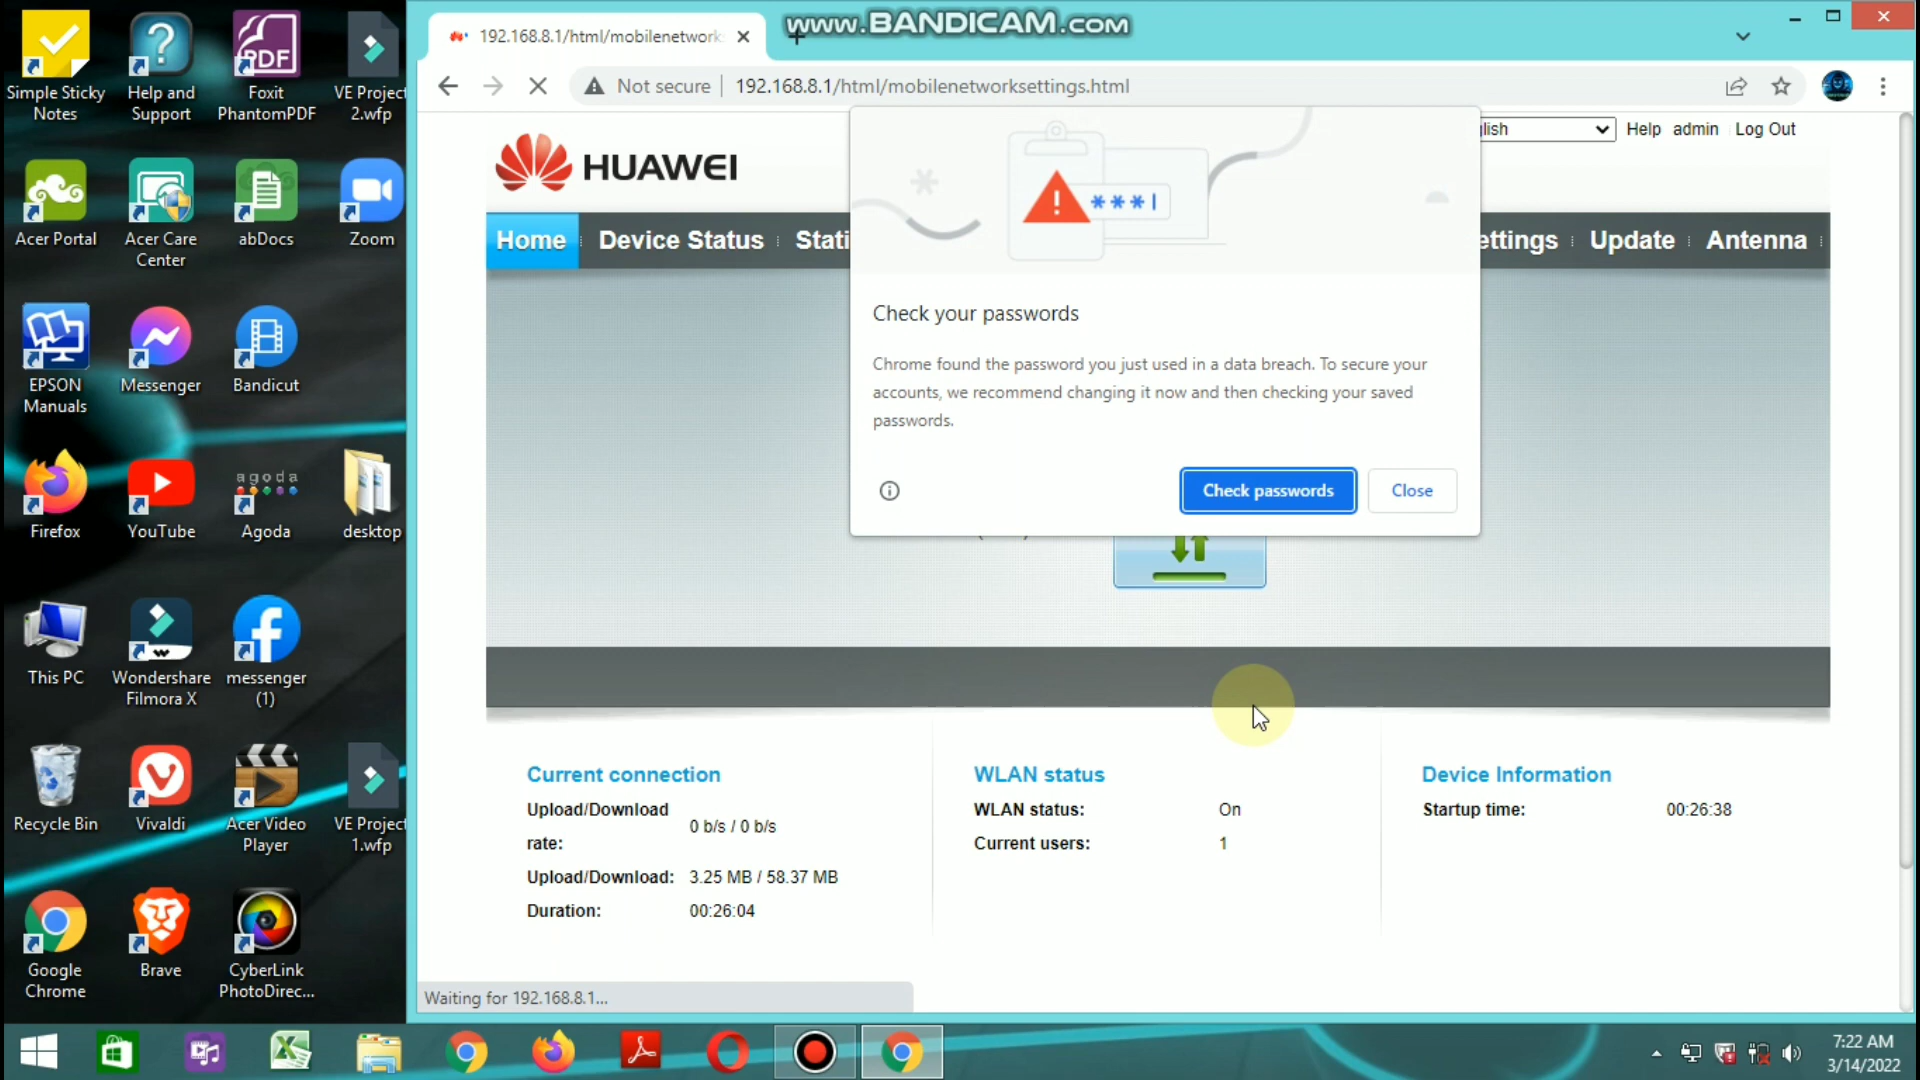 www.BANDICAM.com
192.168.8.1/html/mobilenetwork
Not secure
192.168.8.1/html/mobilenetworksettings.html
Simple Sticky
Notes
Help and
Support
PDF
Foxit
PhantomPDF
VE Project
2.wfp
Acer Portal
Acer Care
Center
abDocs
Zoom
EPSON
Manuals
Messenger
Bandicut
Firefox
YouTube
agoda
Agoda
desktop
This PC
Wondershare
Filmora X
messenger
(1)
Recycle Bin
Vivaldi
Acer Video
Player
VE Project
1.wfp
Google
Chrome
Brave
CyberLink
PhotoDirec...
HUAWEI
glish
Help
admin
Log Out
Home
Device Status
Stati
ettings
Update
Antenna
***|
Check your passwords
Chrome found the password you just used in a data breach. To secure your
accounts, we recommend changing it now and then checking your saved
passwords.
Check passwords
Close
Current connection
Upload/Download
rate:
0 b/s / 0 b/s
Upload/Download: 3.25 MB / 58.37 MB
Duration: 00:26:04
WLAN status
WLAN status: On
Current users: 1
Device Information
Startup time: 00:26:38
Waiting for 192.168.8.1...
7:22 AM
3/14/2022